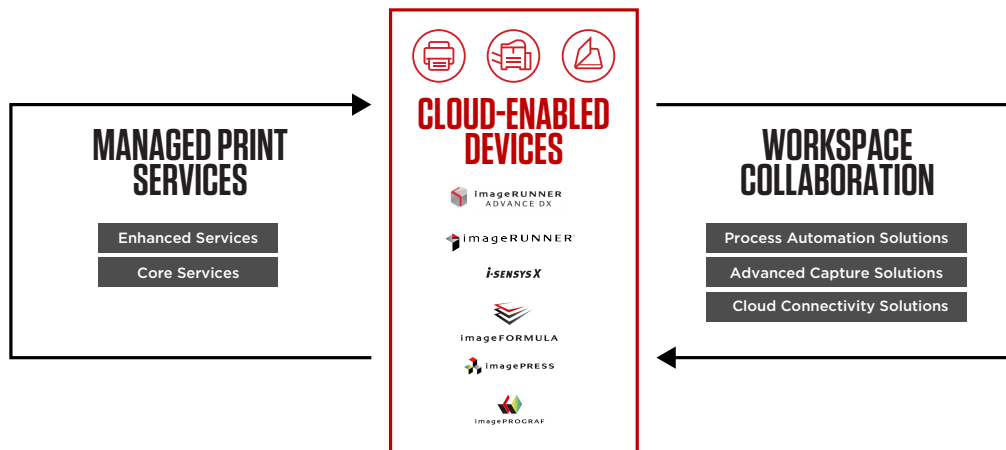 MANAGED PRINT
SERVICES
Enhanced Services
Core Services
CLOUD-ENABLED
DEVICES
imageRUNNER
ADVANCE DX
imageRUNNER
i-SENSYS X
imageFORMULA
imagePRESS
imagePROGRAF
WORKSPACE
COLLABORATION
Process Automation Solutions
Advanced Capture Solutions
Cloud Connectivity Solutions